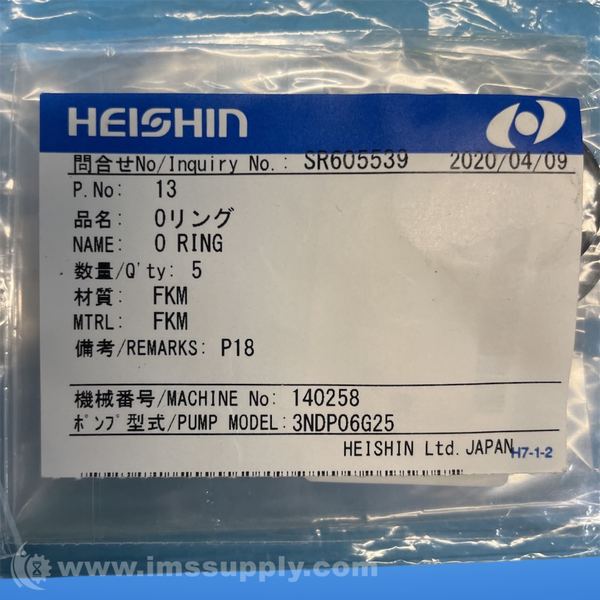 HEISHIN
問合せNo/Inquiry No.: SR605539 2020/04/09
P.No: 13
品名: Oリング
NAME: O RING
数量/Q'ty: 5
材質: FKM
MTRL: FKM
備考/REMARKS: P18
機械番号/MACHINE No: 140258
ﾎﾟﾝﾌﾟ型式/PUMP MODEL: 3NDP06G25
HEISHIN Ltd. JAPAN
H7-1-2
www.imssupply.com